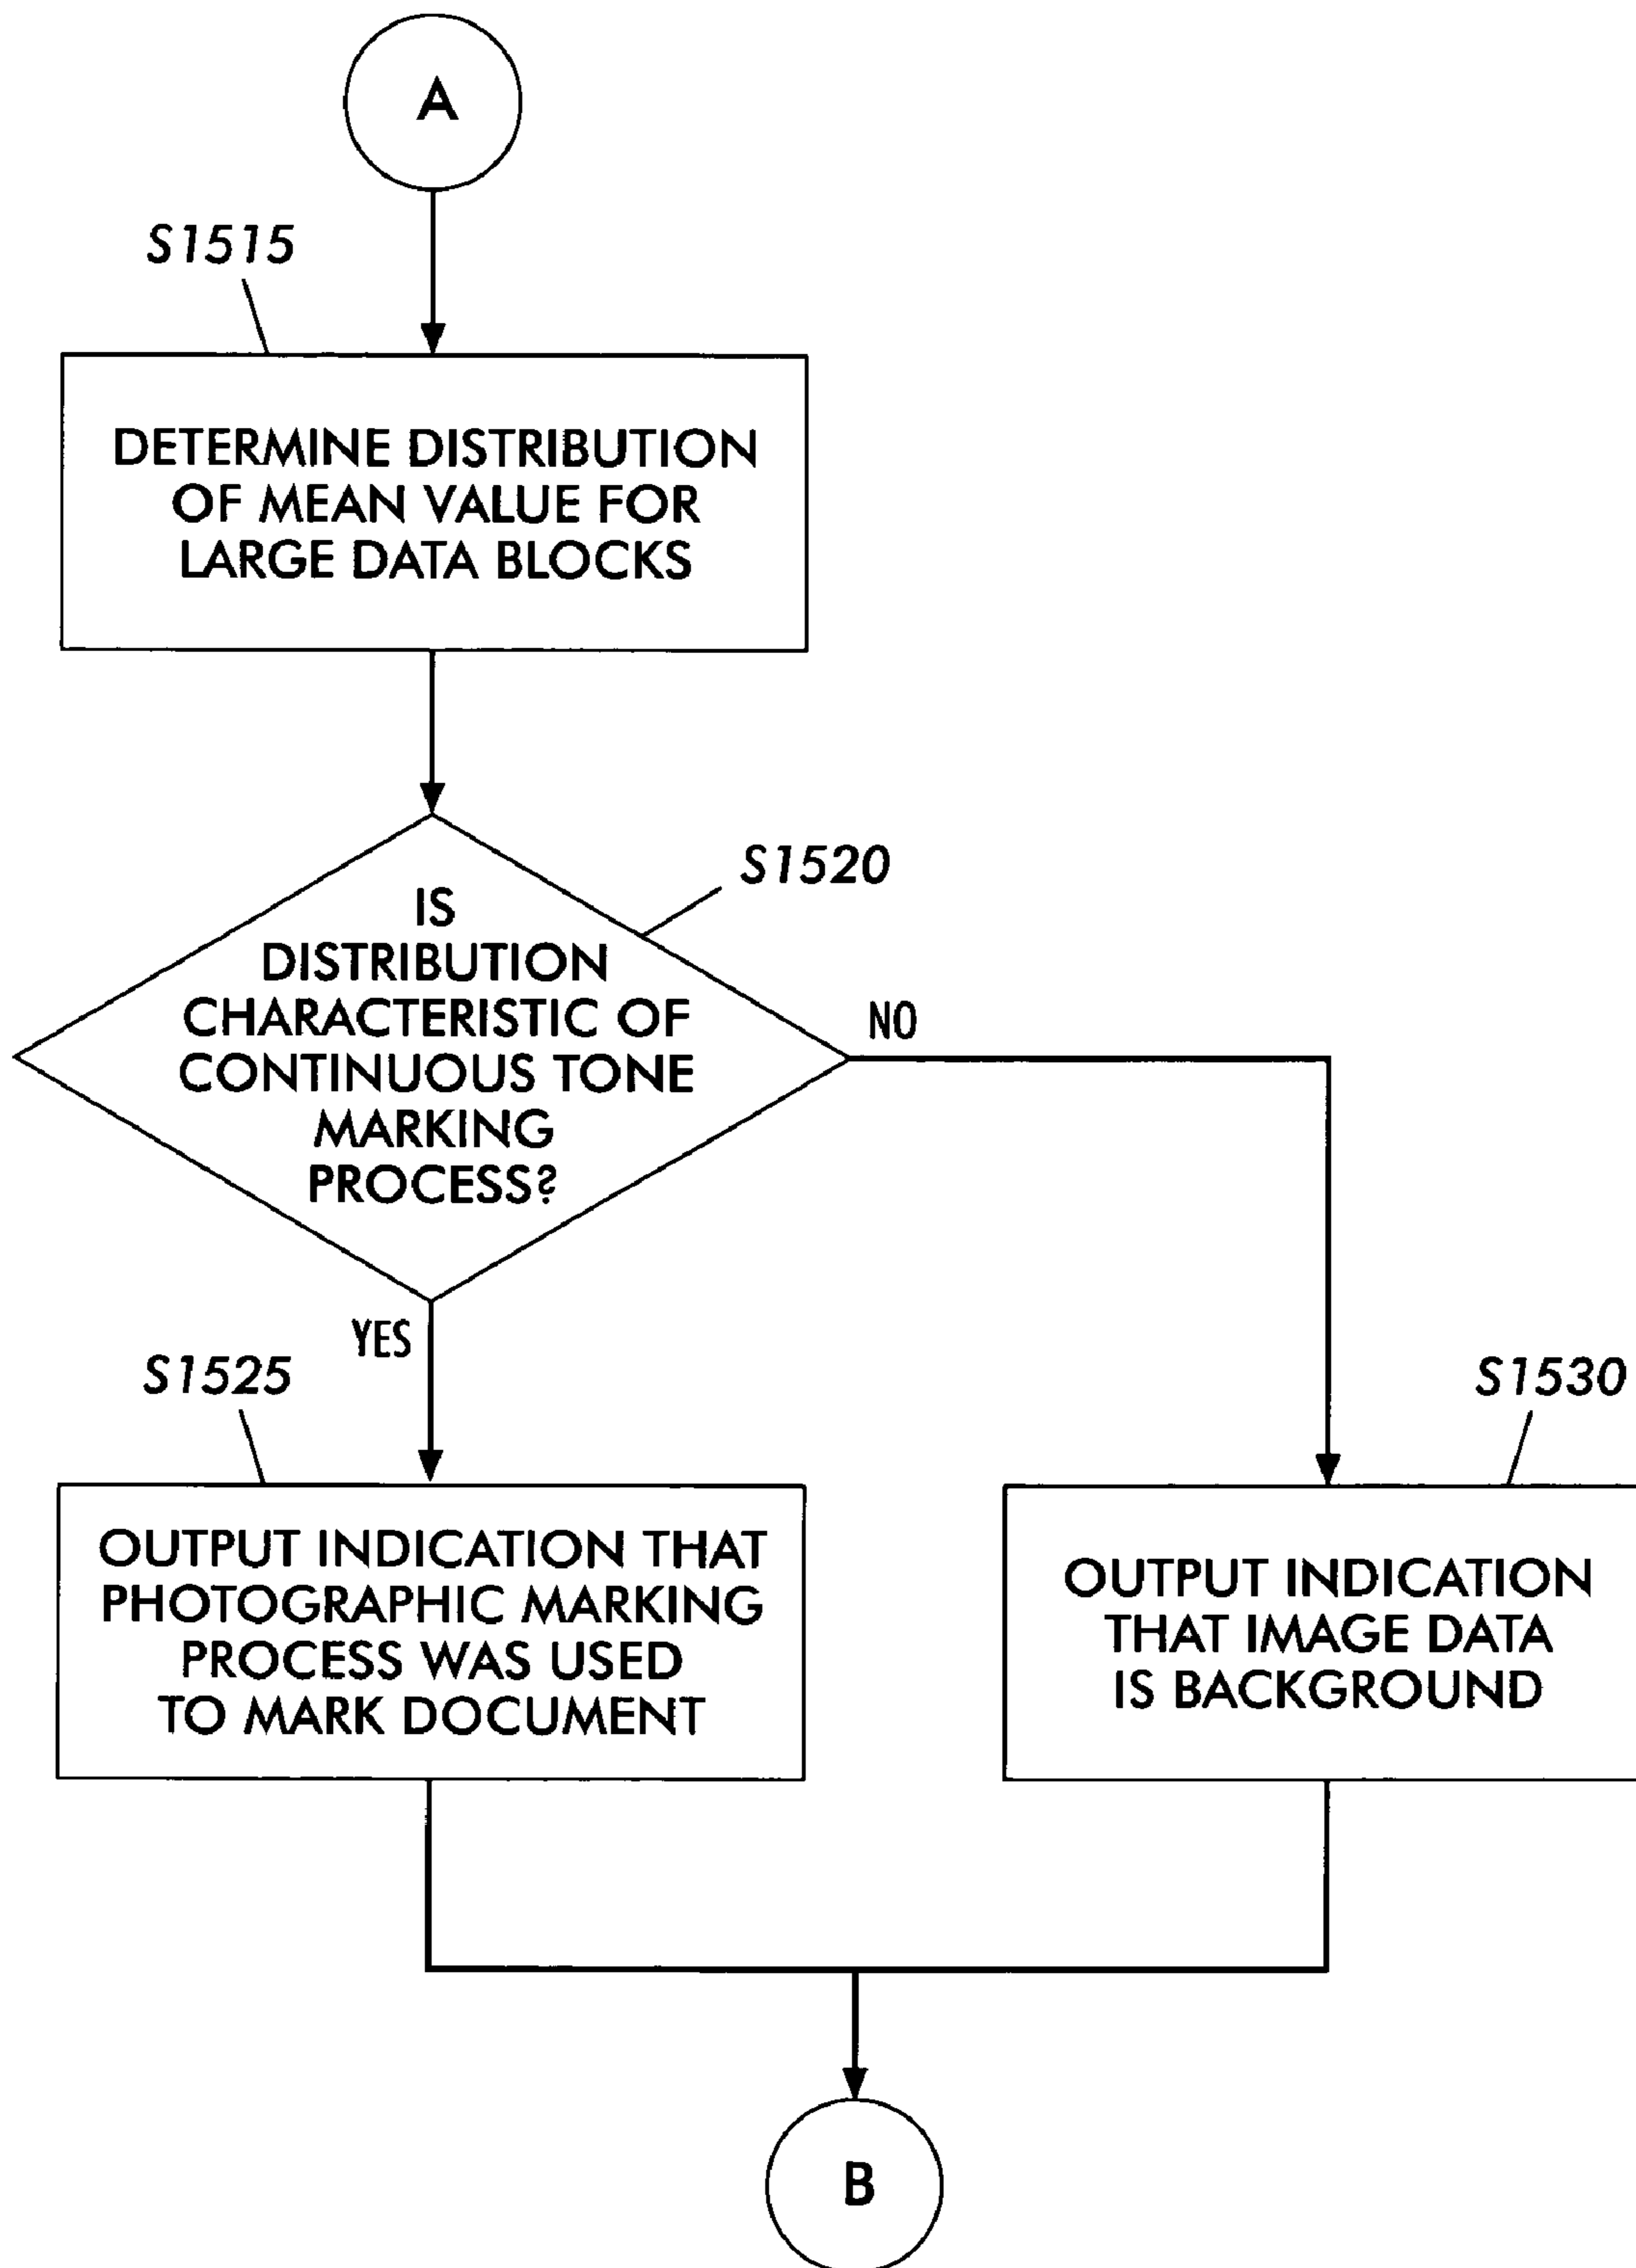 A
S1515
DETERMINE DISTRIBUTION
OF MEAN VALUE FOR
LARGE DATA BLOCKS
S1520
IS
DISTRIBUTION
CHARACTERISTIC OF
CONTINUOUS TONE
MARKING
PROCESS?
NO
YES
S1525
OUTPUT INDICATION THAT
PHOTOGRAPHIC MARKING
PROCESS WAS USED
TO MARK DOCUMENT
S1530
OUTPUT INDICATION
THAT IMAGE DATA
IS BACKGROUND
B